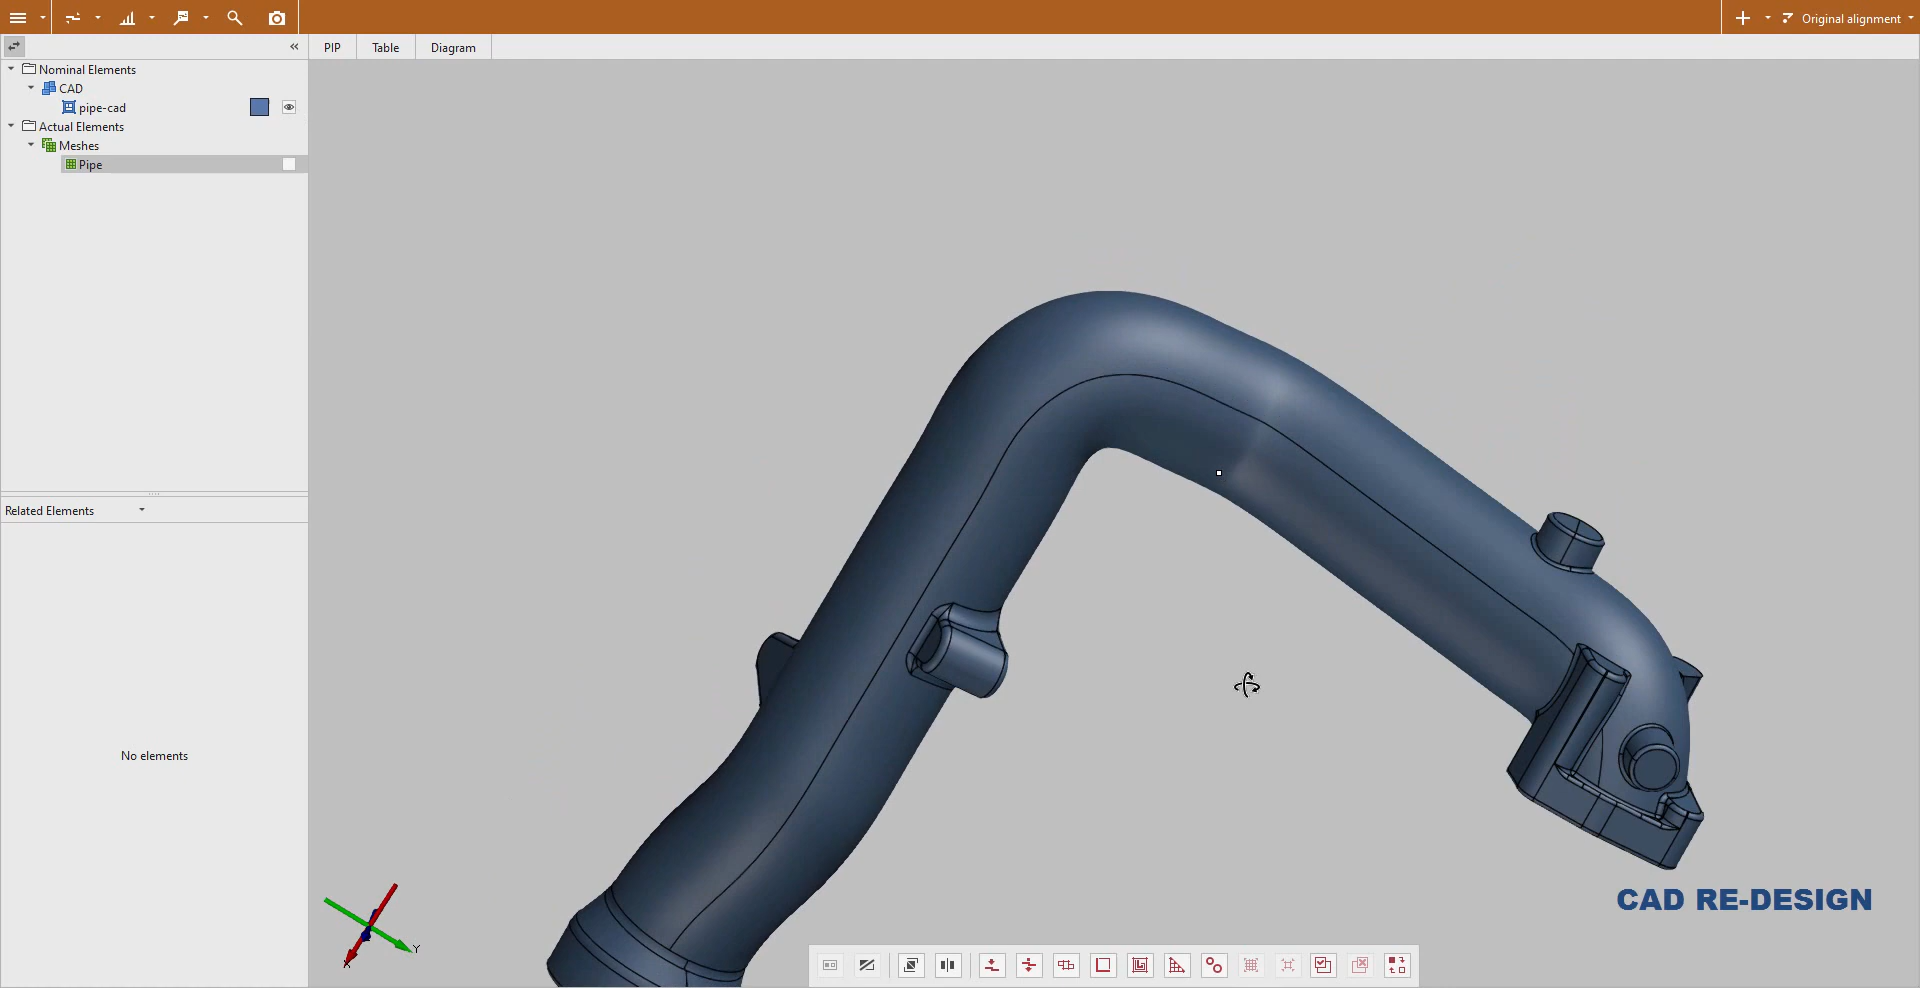 Original alignment
PIP
Table
Diagram
Nominal Elements
CAD
pipe-cad
Actual Elements
Meshes
Pipe
Related Elements
No elements
X
Y
CAD RE-DESIGN